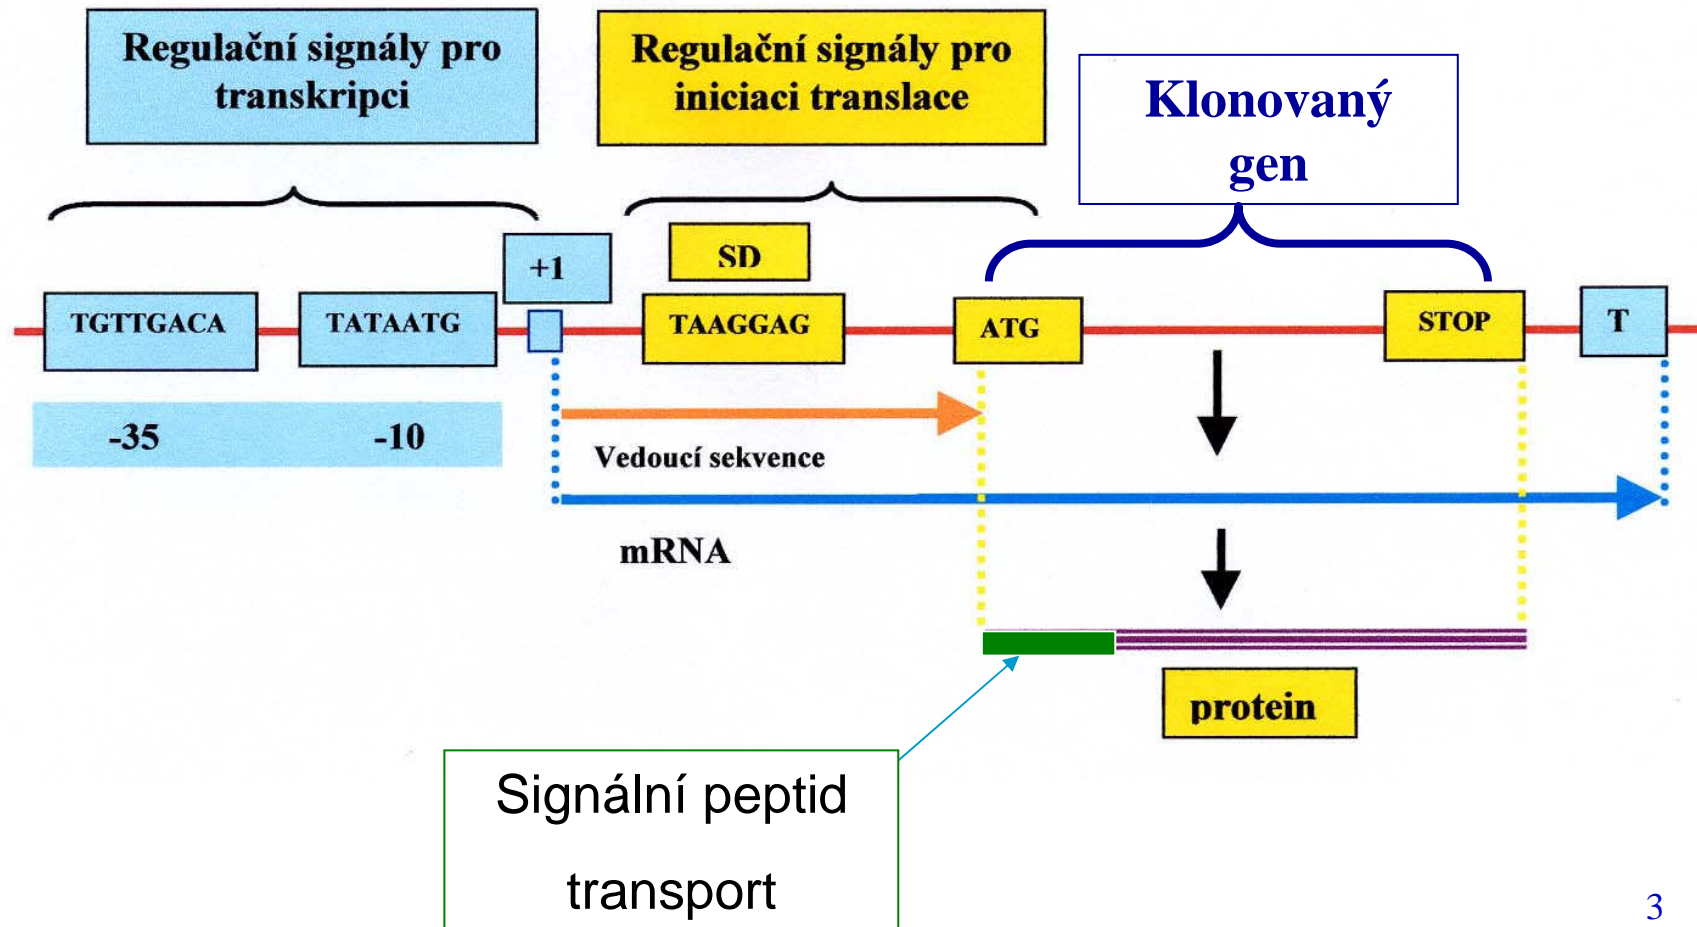 Regulační signály pro
transkripci
Regulační signály pro
iniciaci translace
Klonovaný
gen
+1
SD
TGTTGACA
TATAATG
TAAGGAG
ATG
STOP
T
-35
-10
Vedoucí sekvence
mRNA
protein
Signální peptid
transport
3